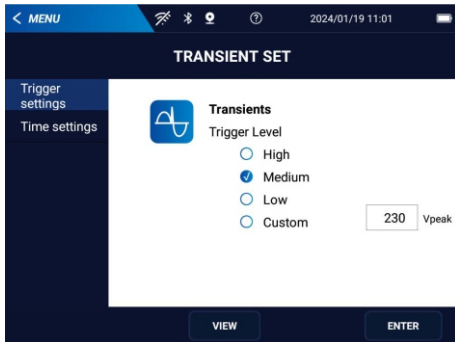 < MENU
? 2024/01/19 11:01
TRANSIENT SET
Trigger
settings
Time settings
Transients
Trigger Level
High
Medium
Low
Custom 230 Vpeak
VIEW ENTER